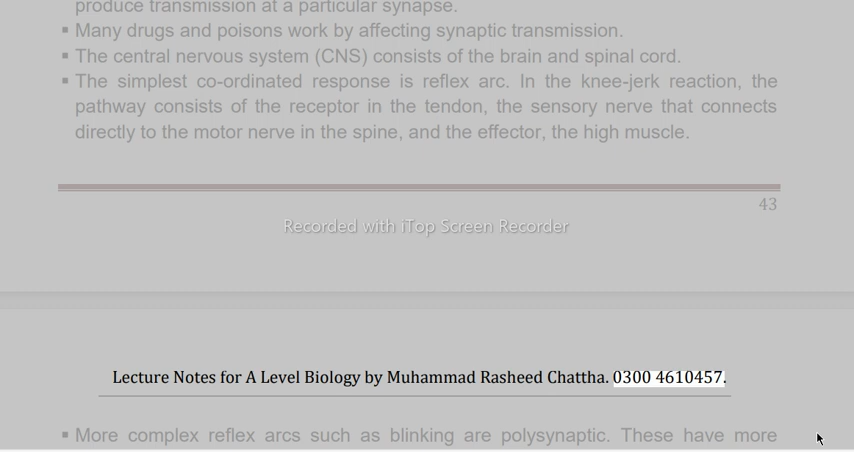 produce transmission at a particular synapse.
▪ Many drugs and poisons work by affecting synaptic transmission.
▪ The central nervous system (CNS) consists of the brain and spinal cord.
▪ The simplest co-ordinated response is reflex arc. In the knee-jerk reaction, the
pathway consists of the receptor in the tendon, the sensory nerve that connects
directly to the motor nerve in the spine, and the effector, the high muscle.
43
Recorded with iTop Screen Recorder
Lecture Notes for A Level Biology by Muhammad Rasheed Chattha. 0300 4610457.
▪ More complex reflex arcs such as blinking are polysynaptic. These have more